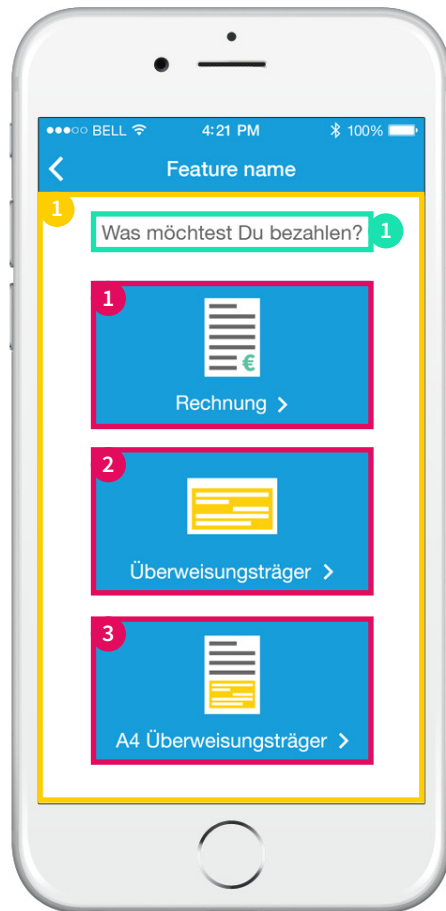 BELL 4:21 PM 100%
Feature name
1
Was möchtest Du bezahlen? 1
1
€
Rechnung
2
Überweisungsträger
3
A4 Überweisungsträger